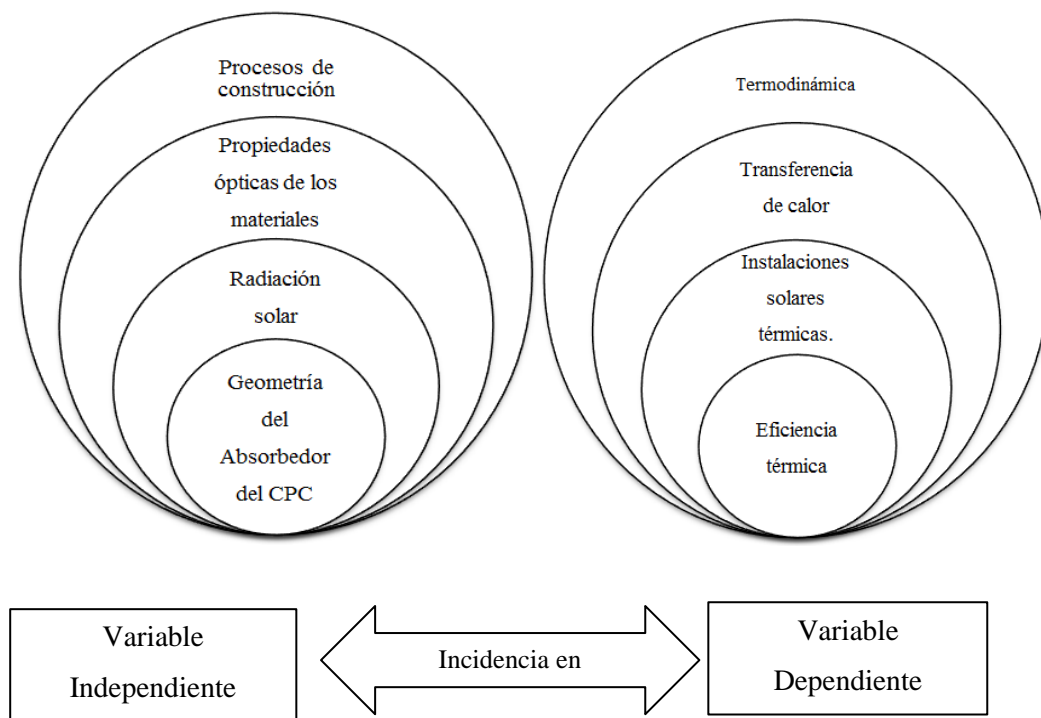 Procesos de
construcción
Propiedades
ópticas de los
materiales
Radiación
solar
Geometría
del
Absorbedor
del CPC
Termodinámica
Transferencia
de calor
Instalaciones
solares
térmicas.
Eficiencia
térmica
Variable
Independiente
Incidencia en
Variable
Dependiente